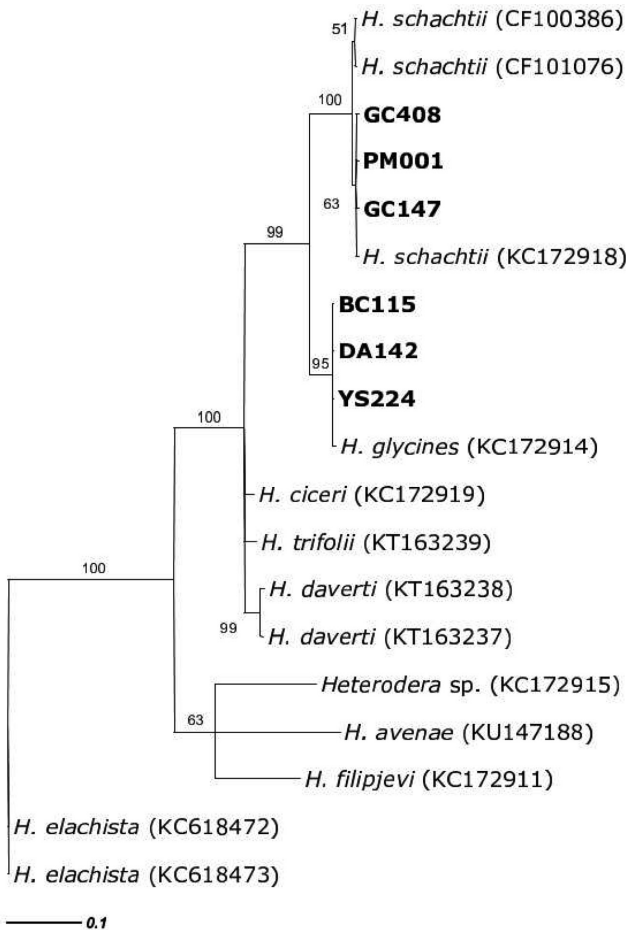 51
H. schachtii (CF100386)
H. schachtii (CF101076)
100
GC408
PM001
63
GC147
H. schachtii (KC172918)
99
BC115
DA142
95
YS224
H. glycines (KC172914)
100
H. ciceri (KC172919)
H. trifolii (KT163239)
H. daverti (KT163238)
99
H. daverti (KT163237)
100
Heterodera sp. (KC172915)
63
H. avenae (KU147188)
H. filipjevi (KC172911)
H. elachista (KC618472)
H. elachista (KC618473)
0.1